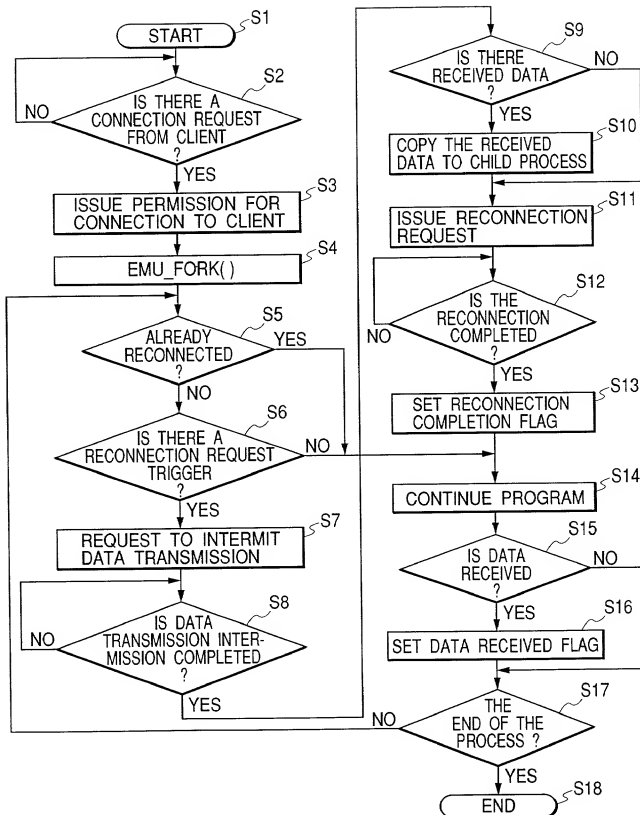 START
S1
IS THERE A
CONNECTION REQUEST
FROM CLIENT
?
S2
NO
YES
ISSUE PERMISSION FOR
CONNECTION TO CLIENT
S3
EMU_FORK()
S4
ALREADY
RECONNECTED
?
S5
YES
NO
IS THERE A
RECONNECTION REQUEST
TRIGGER
?
S6
NO
YES
REQUEST TO INTERMIT
DATA TRANSMISSION
S7
IS DATA
TRANSMISSION INTER-
MISSION COMPLETED
?
S8
NO
YES
IS THERE
RECEIVED DATA
?
S9
NO
YES
COPY THE RECEIVED
DATA TO CHILD PROCESS
S10
ISSUE RECONNECTION
REQUEST
S11
IS THE
RECONNECTION
COMPLETED
?
S12
NO
YES
SET RECONNECTION
COMPLETION FLAG
S13
CONTINUE PROGRAM
S14
IS DATA
RECEIVED
?
S15
NO
YES
SET DATA RECEIVED FLAG
S16
THE
END OF THE
PROCESS ?
S17
NO
YES
END
S18